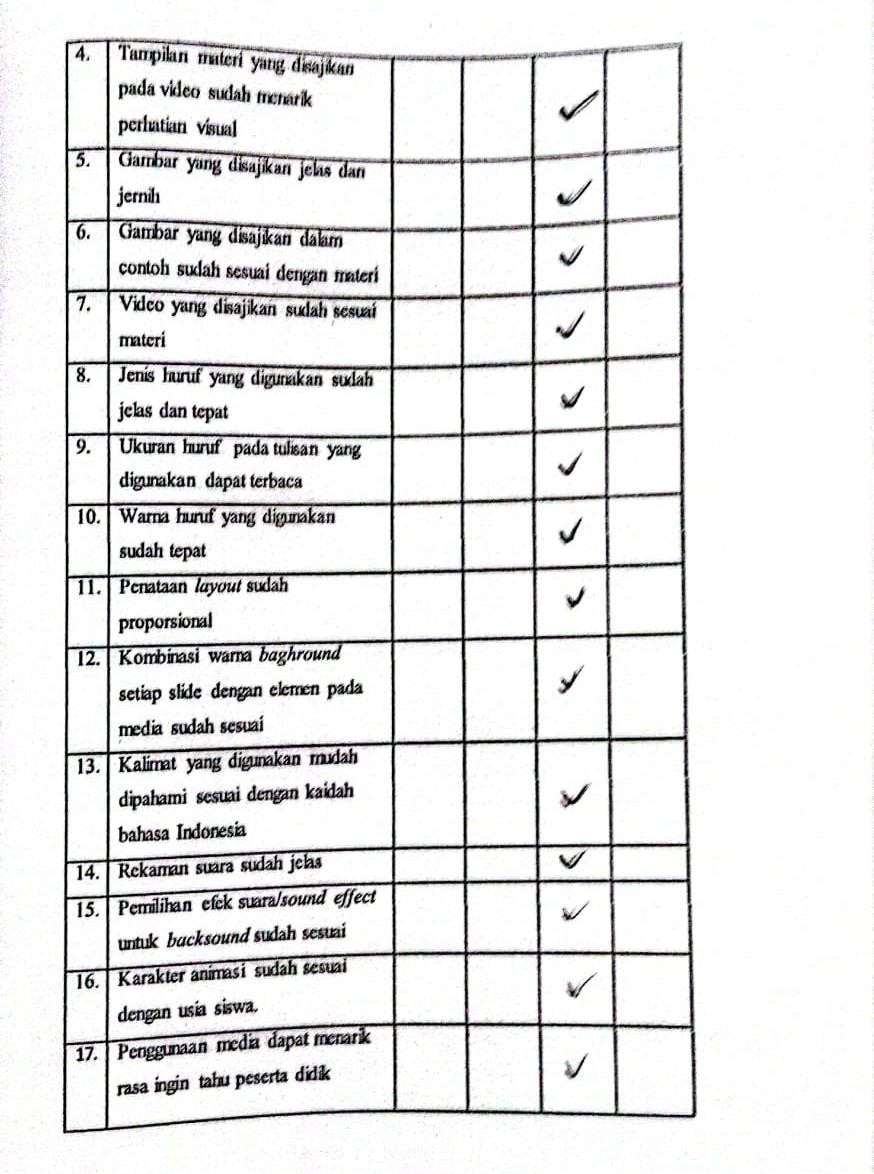 4. Tampilan materi yang disajikan
pada video sudah menarik
perhatian visual
5. Gambar yang disajikan jelas dan
jernih
6. Gambar yang disajikan dalam
contoh sudah sesuai dengan materi
7. Video yang disajikan sudah sesuai
materi
8. Jenis huruf yang digunakan sudah
jelas dan tepat
9. Ukuran huruf pada tulisan yang
digunakan dapat terbaca
10. Warna huruf yang digunakan
sudah tepat
11. Penataan layout sudah
proporsional
12. Kombinasi warna baghround
setiap slide dengan elemen pada
media sudah sesuai
13. Kalimat yang digunakan mudah
dipahami sesuai dengan kaidah
bahasa Indonesia
14. Rekaman suara sudah jelas
15. Pemilihan efek suara/sound effect
untuk backsound sudah sesuai
16. Karakter animasi sudah sesuai
dengan usia siswa.
17. Penggunaan media dapat menarik
rasa ingin tahu peserta didik